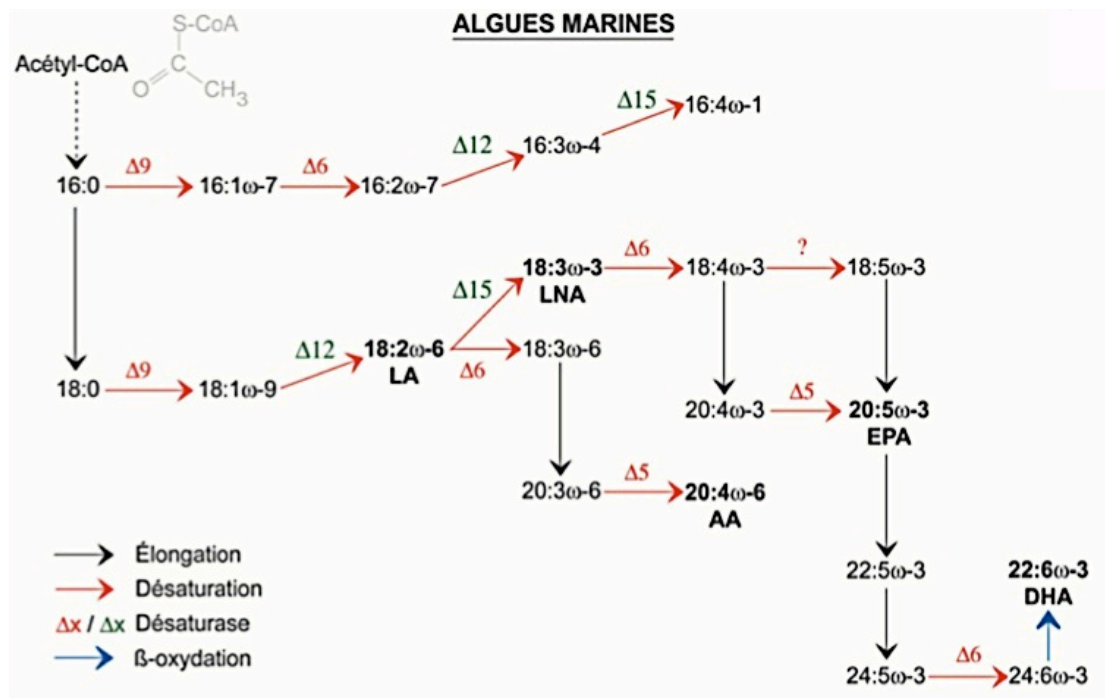 ALGUES MARINES
S-CoA
Acétyl-CoA
C
O
CH3
Δ15
16:4ω-1
Δ12
16:3ω-4
Δ9
Δ6
16:0
16:1ω-7
16:2ω-7
Δ6
?
18:3ω-3
18:4ω-3
18:5ω-3
LNA
Δ15
Δ12
18:2ω-6
18:3ω-6
LA
Δ6
Δ9
18:0
18:1ω-9
Δ5
20:4ω-3
20:5ω-3
EPA
Δ5
20:3ω-6
20:4ω-6
AA
Élongation
Désaturation
Δx / Δx Désaturase
ß-oxydation
22:5ω-3
22:6ω-3
DHA
Δ6
24:5ω-3
24:6ω-3